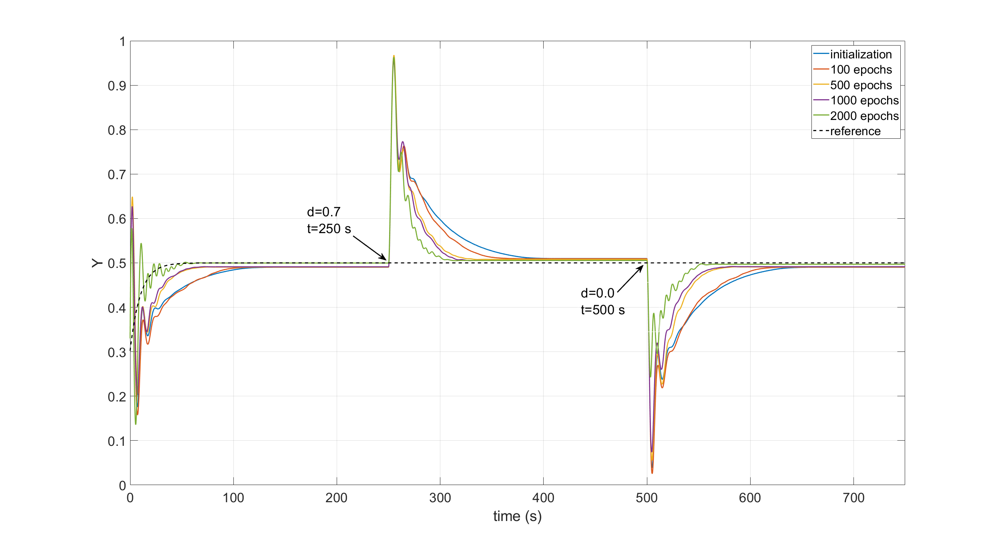 1
0.9
0.8
0.7
0.6
0.5
0.4
0.3
0.2
0.1
0
Y
initialization
100 epochs
500 epochs
1000 epochs
2000 epochs
reference
d=0.7
t=250 s
d=0.0
t=500 s
0 100 200 300 400 500 600 700
time (s)